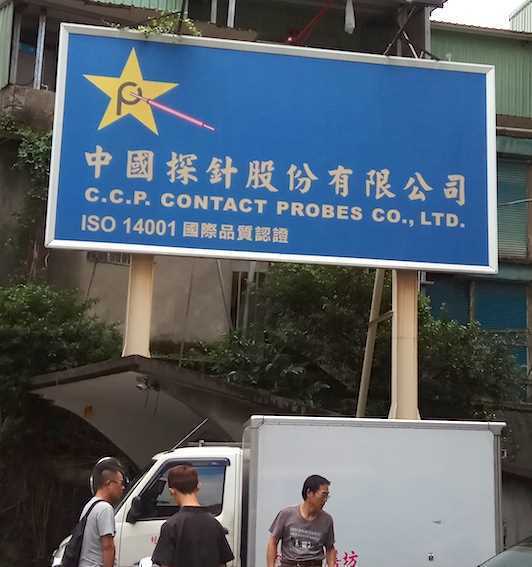 中國探針股份有限公司
C.C.P. CONTACT PROBES CO., LTD.
ISO 14001 國際品質認證
坊